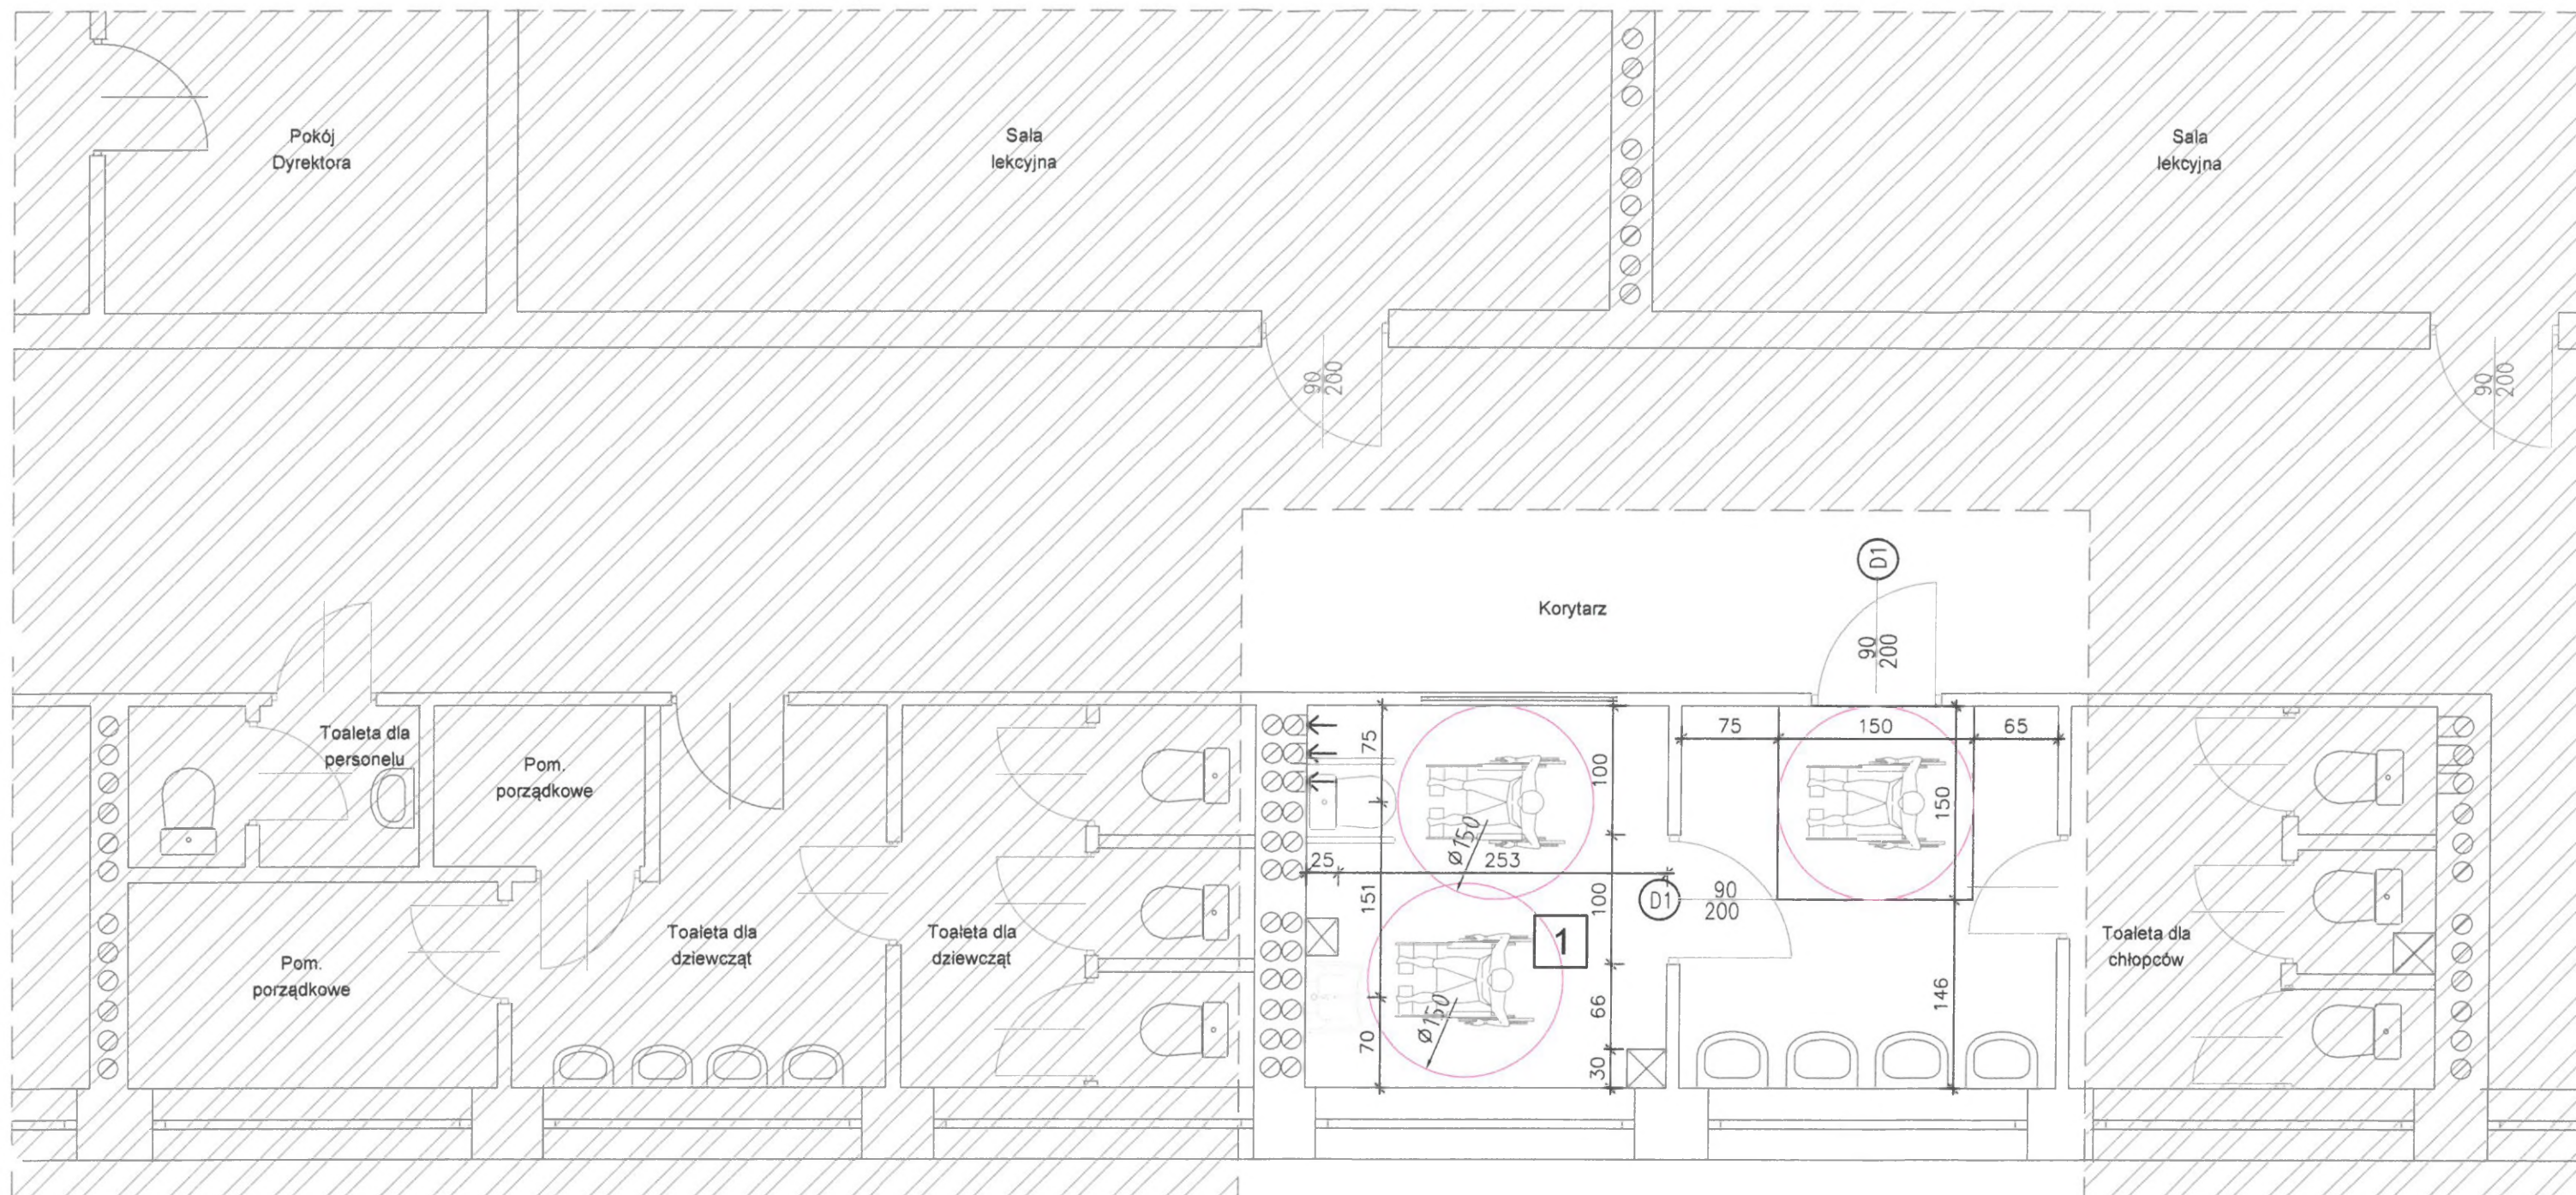 Pokój
Dyrektora
Sala
lekcyjna
Sala
lekcyjna
90
200
90
200
D1
Korytarz
90
200
Toaleta dla
personelu
Pom.
porządkowe
75
100
75
150
65
150
Ø150
25
253
151
100
D1
90
200
1
Toaleta dla
dziewcząt
Toaleta dla
dziewcząt
Toaleta dla
chłopców
Pom.
porządkowe
Ø150
66
146
70
30